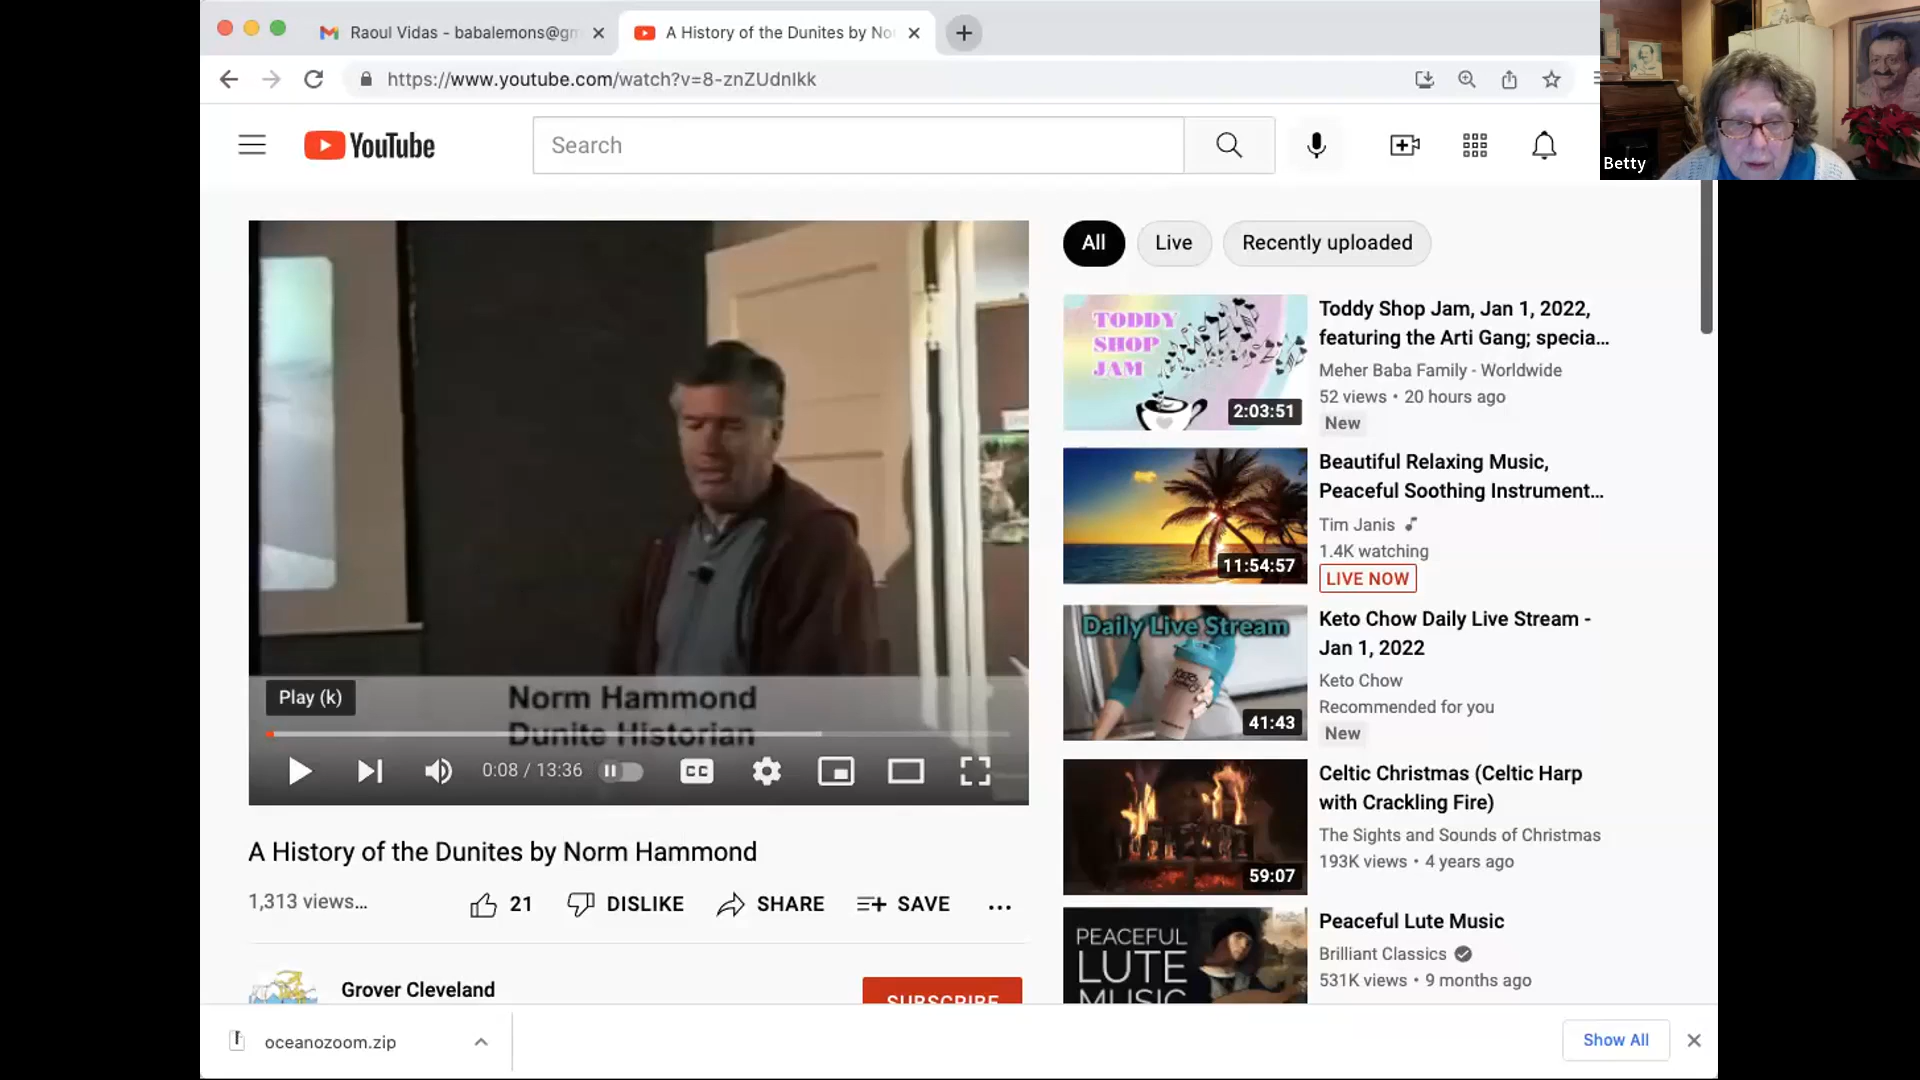 Raoul Vidas - babalemons@gm
A History of the Dunites by No
https://www.youtube.com/watch?v=8-znZUdnIkk
YouTube
Search
Betty
All
Live
Recently uploaded
TODDY
SHOP
JAM
2:03:51
Toddy Shop Jam, Jan 1, 2022,
featuring the Arti Gang; specia...
Meher Baba Family - Worldwide
52 views • 20 hours ago
New
11:54:57
Beautiful Relaxing Music,
Peaceful Soothing Instrument...
Tim Janis
1.4K watching
LIVE NOW
Daily Live Stream
41:43
Keto Chow Daily Live Stream -
Jan 1, 2022
Keto Chow
Recommended for you
New
Play (k)
Norm Hammond
Dunite Historian
0:08 / 13:36
CC
59:07
Celtic Christmas (Celtic Harp
with Crackling Fire)
The Sights and Sounds of Christmas
193K views • 4 years ago
A History of the Dunites by Norm Hammond
1,313 views...
21
DISLIKE
SHARE
SAVE
...
PEACEFUL
LUTE
MUSIC
Peaceful Lute Music
Brilliant Classics
531K views • 9 months ago
Grover Cleveland
SUBSCRIBE
oceanozoom.zip
Show All